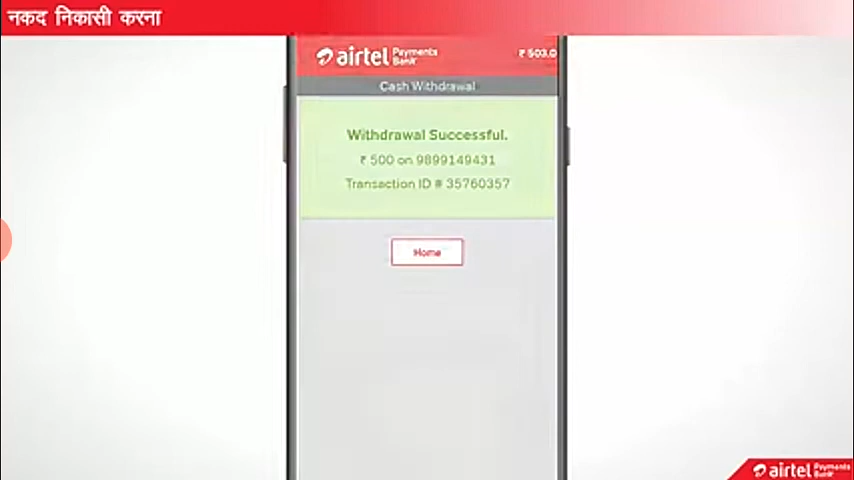 नकद निकासी करना
airtel Payments Bank
₹ 503.0
Cash Withdrawal
Withdrawal Successful.
₹ 500 on 9899149431
Transaction ID # 35760357
Home
airtel Payments Bank